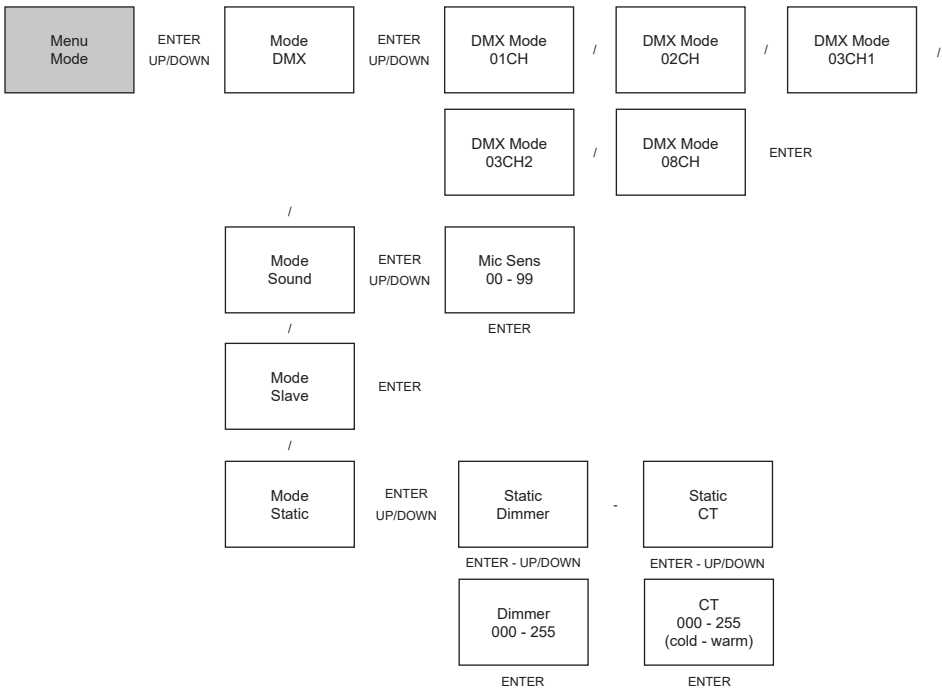 Menu
Mode
ENTER
UP/DOWN
Mode
DMX
ENTER
UP/DOWN
DMX Mode
01CH
/
DMX Mode
02CH
/
DMX Mode
03CH1
/
DMX Mode
03CH2
/
DMX Mode
08CH
ENTER
/
Mode
Sound
ENTER
UP/DOWN
Mic Sens
00 - 99
ENTER
/
Mode
Slave
ENTER
/
Mode
Static
ENTER
UP/DOWN
Static
Dimmer
-
Static
CT
ENTER - UP/DOWN
ENTER - UP/DOWN
Dimmer
000 - 255
CT
000 - 255
(cold - warm)
ENTER
ENTER